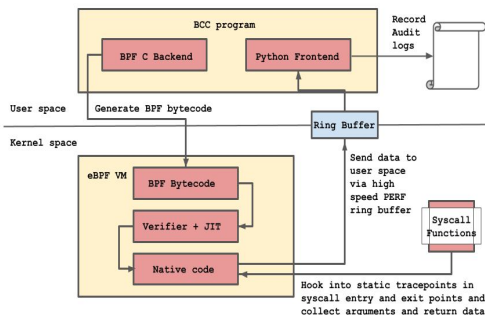 BCC program
BPF C Backend
Python Frontend
Record
Audit
logs
User space
Generate BPF bytecode
Ring Buffer
Kernel space
eBPF VM
BPF Bytecode
Send data to
user space
via high
speed PERF
ring buffer
Verifier + JIT
Syscall
Functions
Native code
Hook into static tracepoints in
syscall entry and exit points and
collect arguments and return data